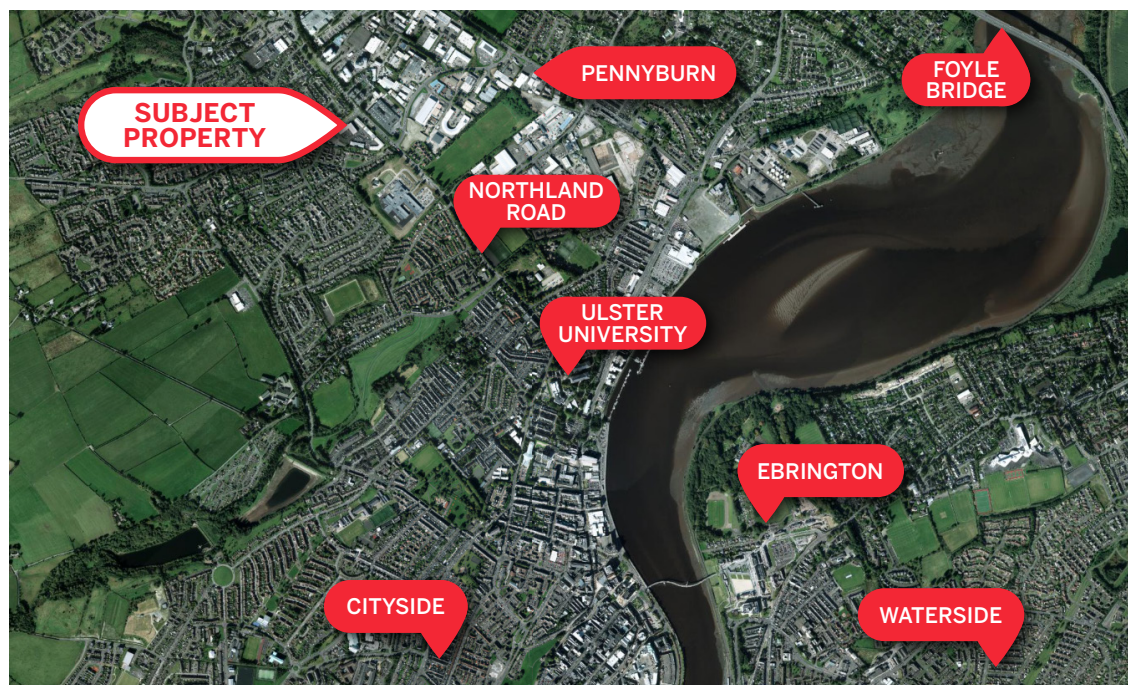 PENNYBURN
FOYLE
BRIDGE
SUBJECT
PROPERTY
NORTHLAND
ROAD
ULSTER
UNIVERSITY
EBRINGTON
CITYSIDE
WATERSIDE